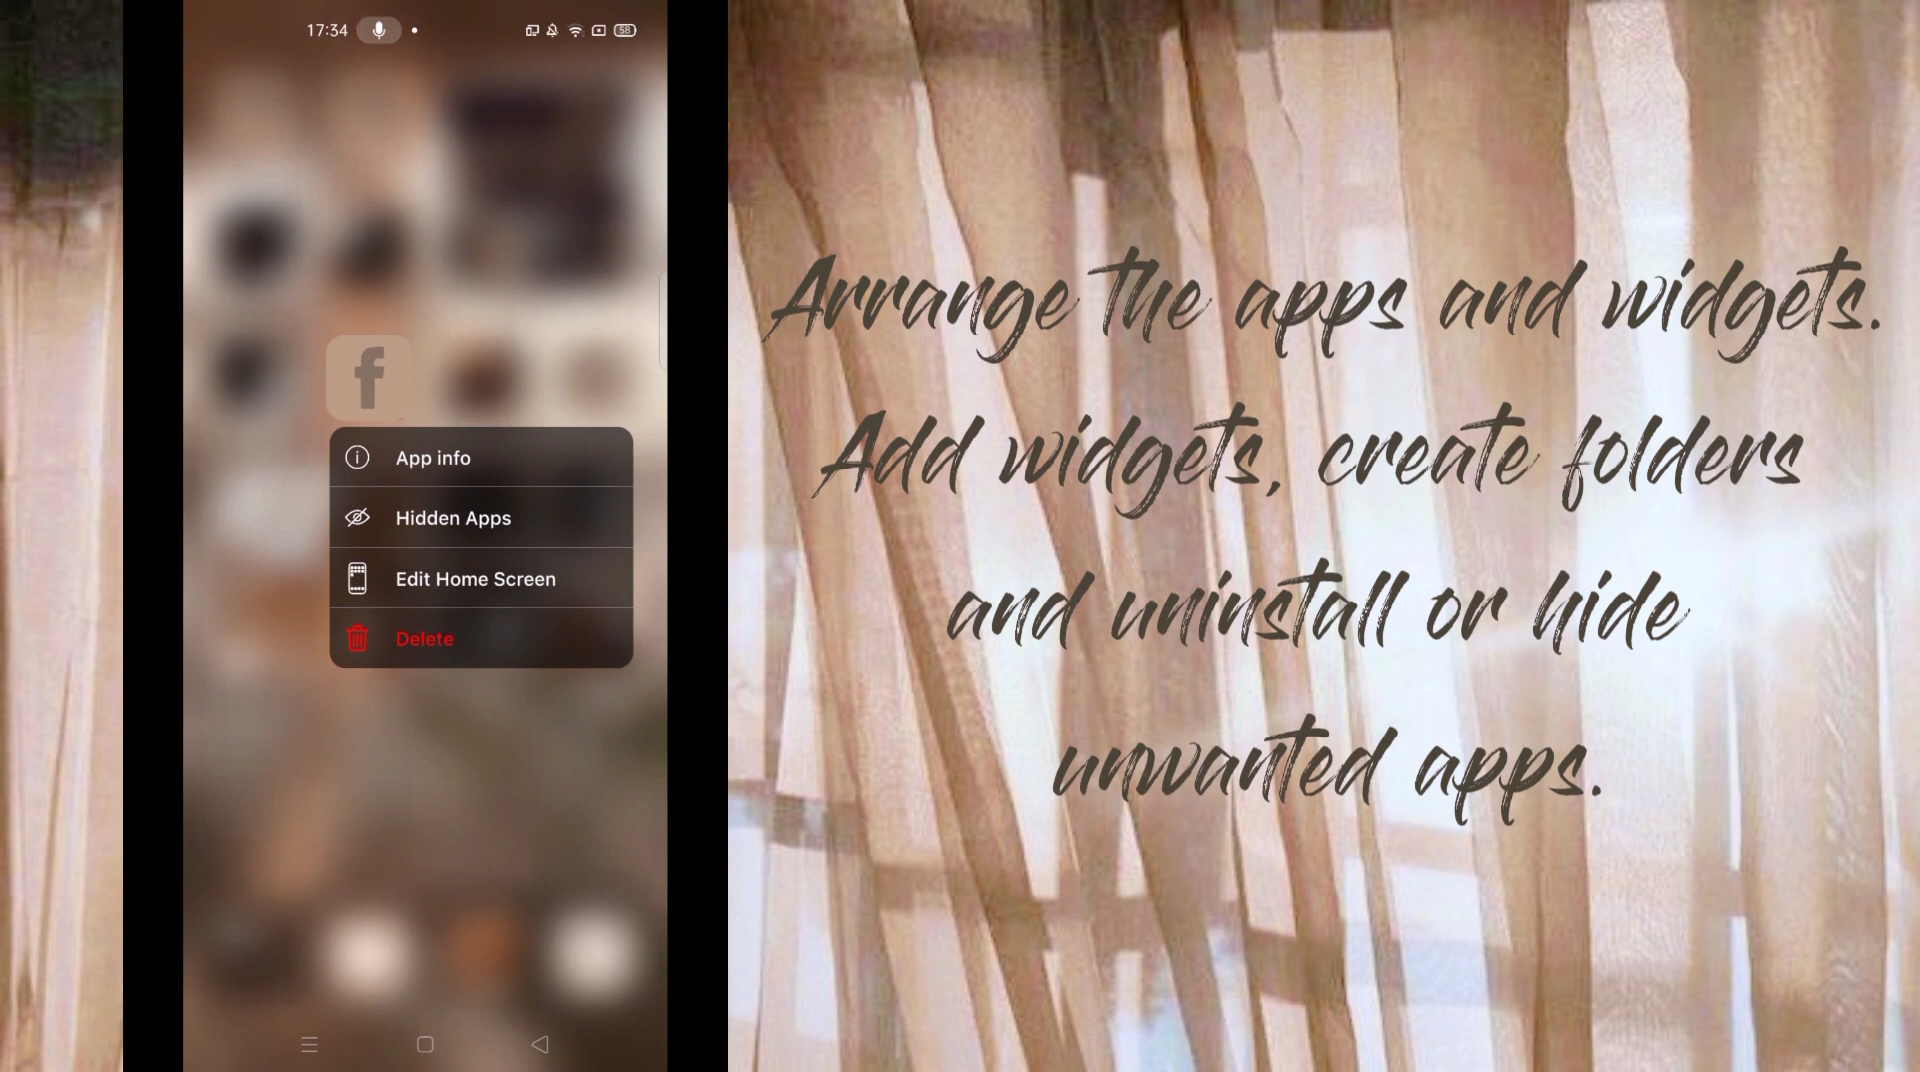 17:34
58
f
App info
Hidden Apps
Edit Home Screen
Delete
Arrange the apps and widgets.
Add widgets, create folders
and uninstall or hide
unwanted apps.